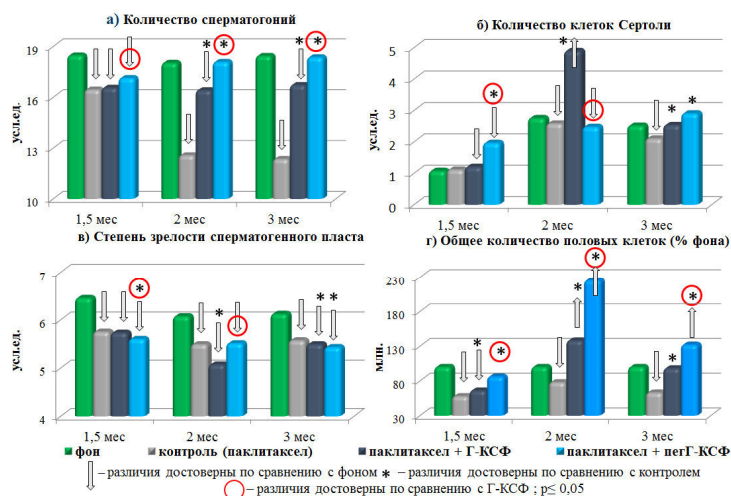 а) Количество сперматогоний
усл.ед.
19
16
13
10
1,5 мес
2 мес
3 мес
* * * *
б) Количество клеток Сертоли
усл.ед.
5
4
3
2
1
0
1,5 мес
2 мес
3 мес
* * * *
в) Степень зрелости сперматогенного пласта
усл.ед.
7
6
5
4
1,5 мес
2 мес
3 мес
* * * *
г) Общее количество половых клеток (% фона)
млн.
230
180
130
80
30
1,5 мес
2 мес
3 мес
* * * * * *
фон контроль (паклитаксел) паклитаксел + Г-КСФ паклитаксел + пегГ-КСФ
– различия достоверны по сравнению с фоном * – различия достоверны по сравнению с контролем
– различия достоверны по сравнению с Г-КСФ ; p≤ 0,05